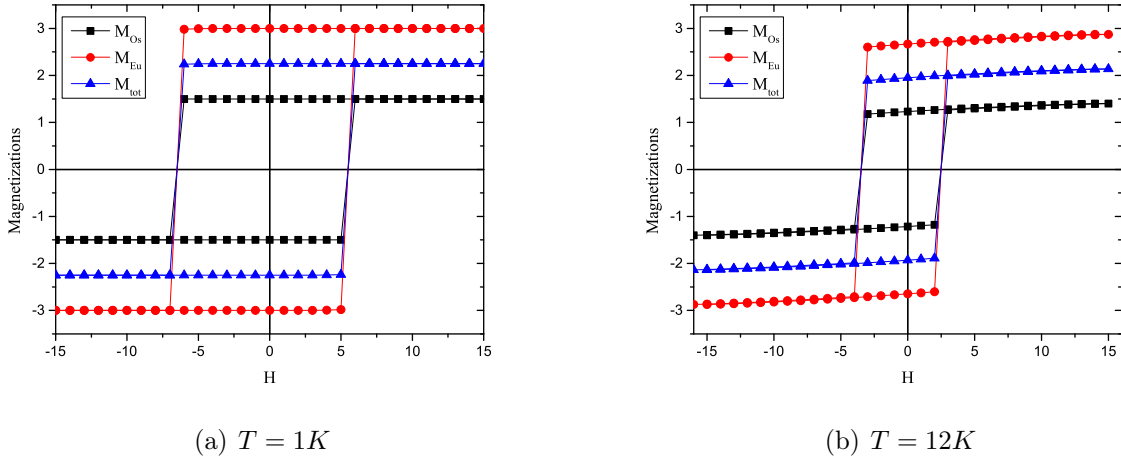 M_Os
M_Eu
M_tot
3
2
1
0
-1
-2
-3
Magnetizations
-15
-10
-5
0
5
10
15
H
(a) T = 1K
M_Os
M_Eu
M_tot
3
2
1
0
-1
-2
-3
Magnetizations
-15
-10
-5
0
5
10
15
H
(b) T = 12K